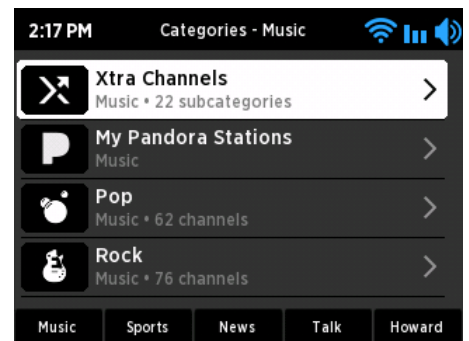 2:17 PM Categories - Music
Xtra Channels
Music • 22 subcategories
My Pandora Stations
Music
Pop
Music • 62 channels
Rock
Music • 76 channels
Music Sports News Talk Howard